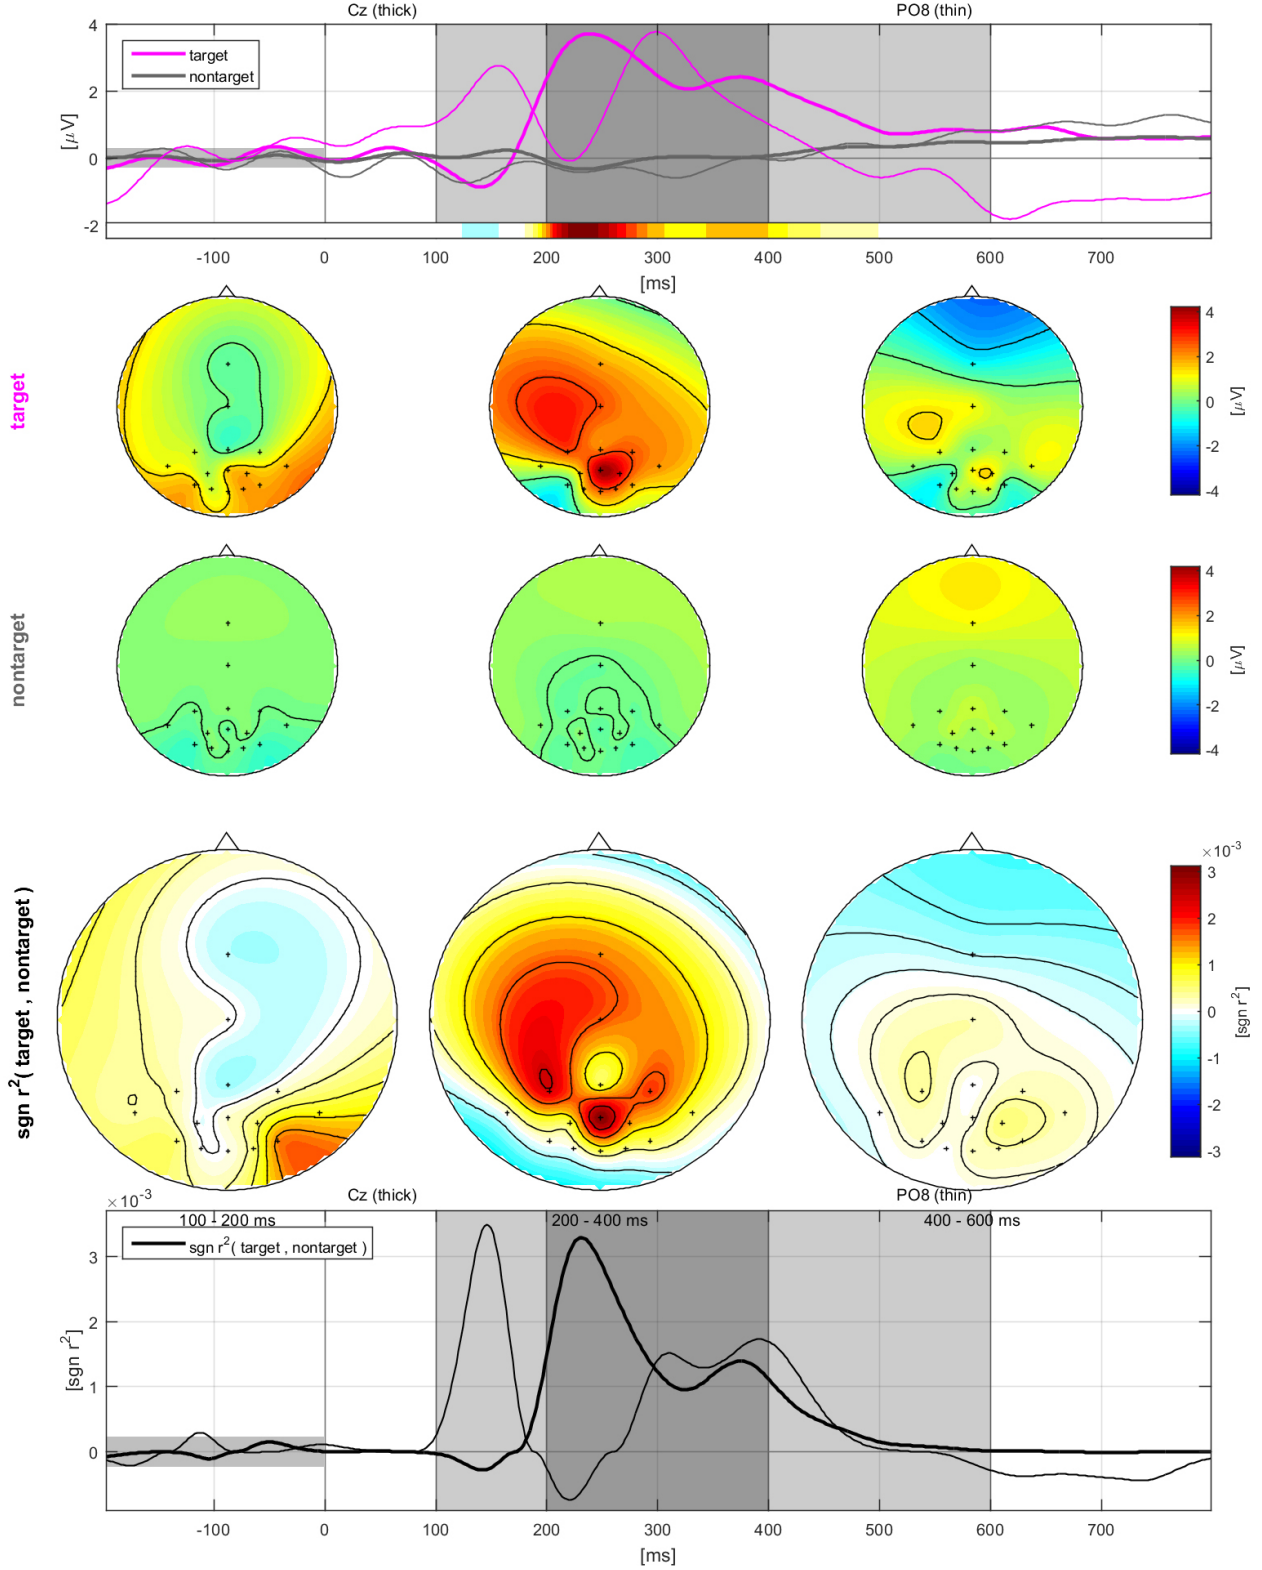 Cz (thick) PO8 (thin)
4
2
0
-2
[μV]
target
nontarget
-100 0 100 200 300 400 500 600 700
[ms]
target
4
2
0
-2
-4
[μV]
nontarget
4
2
0
-2
-4
[μV]
sgn r²( target , nontarget )
×10⁻³
3
2
1
0
-1
-2
-3
[sgn r²]
×10⁻³ Cz (thick) PO8 (thin)
100 - 200 ms 200 - 400 ms 400 - 600 ms
sgn r²( target , nontarget )
3
2
1
0
[sgn r²]
-100 0 100 200 300 400 500 600 700
[ms]